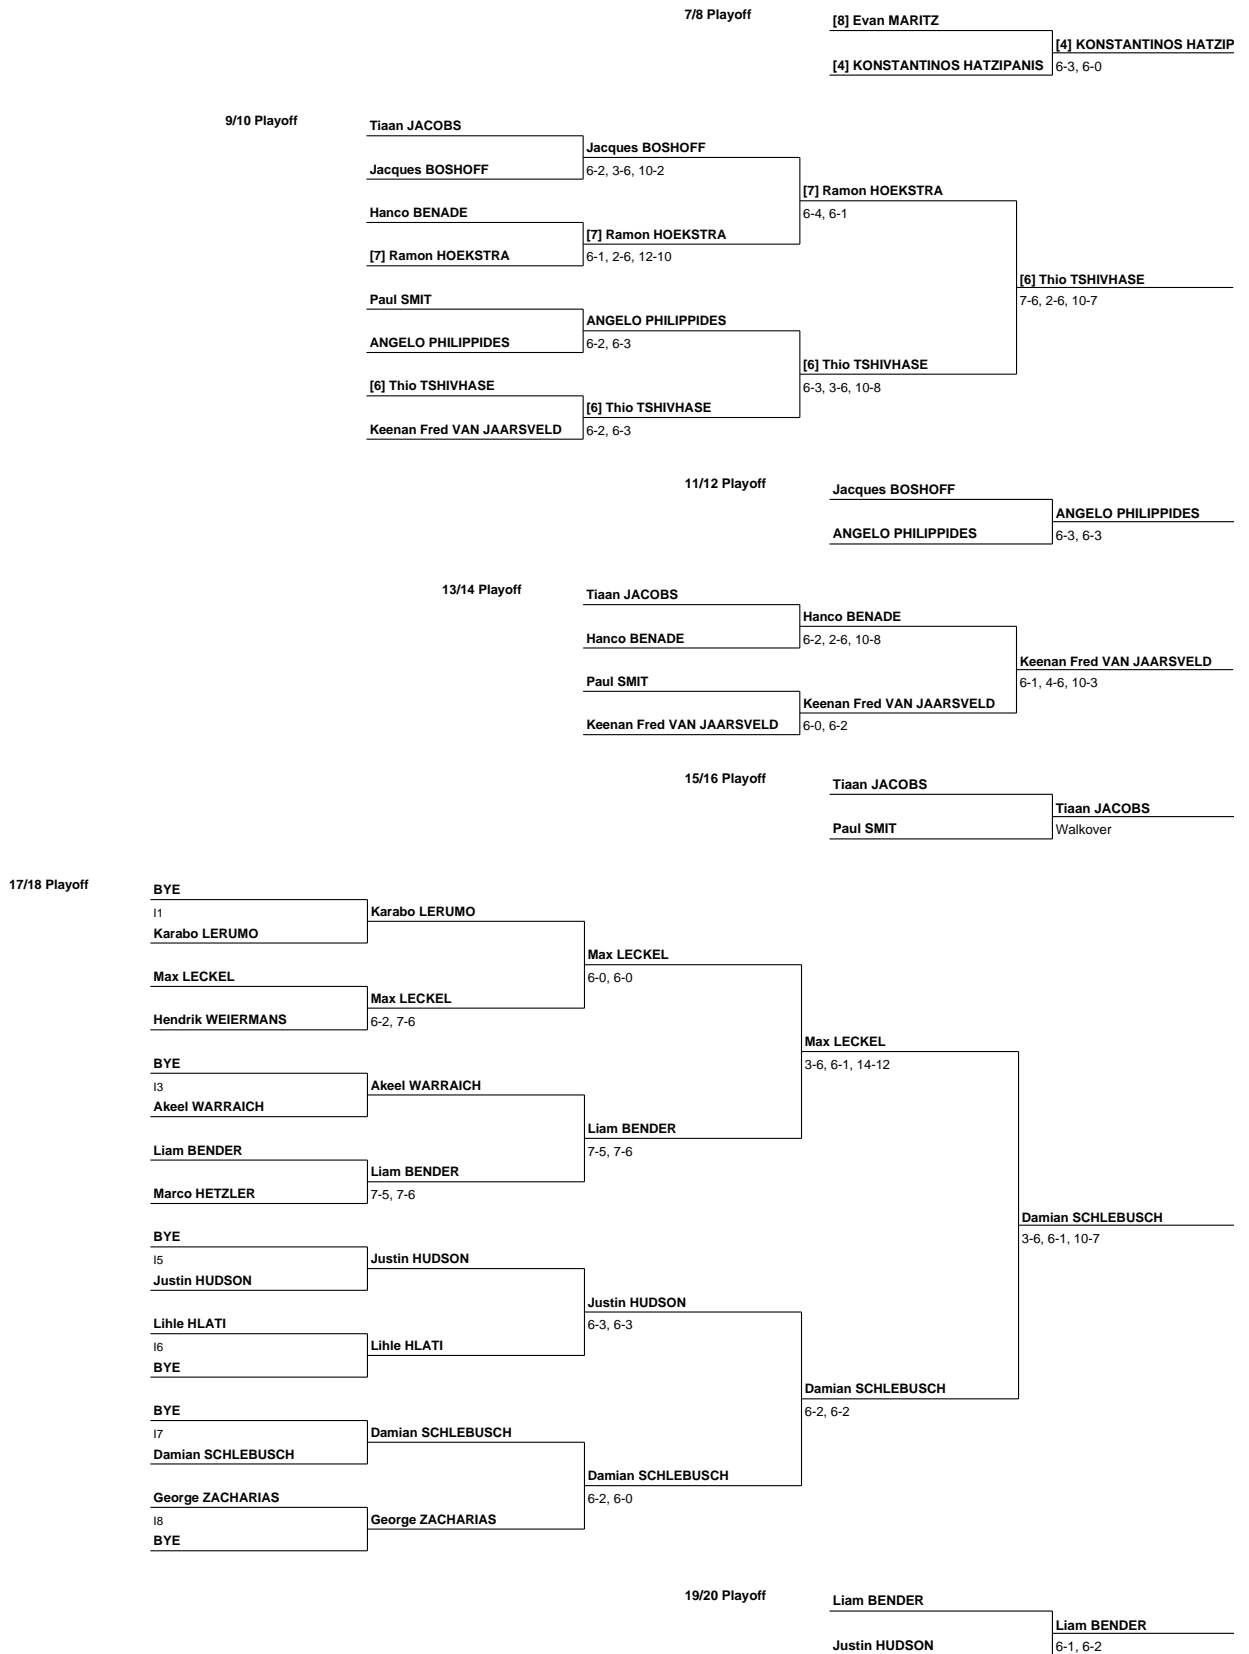 7/8 Playoff
[8] Evan MARITZ
[4] KONSTANTINOS HATZIP
[4] KONSTANTINOS HATZIPANIS
6-3, 6-0
9/10 Playoff
Tiaan JACOBS
Jacques BOSHOFF
Jacques BOSHOFF
6-2, 3-6, 10-2
[7] Ramon HOEKSTRA
6-4, 6-1
Hanco BENADE
[7] Ramon HOEKSTRA
[7] Ramon HOEKSTRA
6-1, 2-6, 12-10
[6] Thio TSHIVHASE
7-6, 2-6, 10-7
Paul SMIT
ANGELO PHILIPPIDES
ANGELO PHILIPPIDES
6-2, 6-3
[6] Thio TSHIVHASE
6-3, 3-6, 10-8
[6] Thio TSHIVHASE
[6] Thio TSHIVHASE
Keenan Fred VAN JAARSVELD
6-2, 6-3
11/12 Playoff
Jacques BOSHOFF
ANGELO PHILIPPIDES
ANGELO PHILIPPIDES
6-3, 6-3
13/14 Playoff
Tiaan JACOBS
Hanco BENADE
Hanco BENADE
6-2, 2-6, 10-8
Keenan Fred VAN JAARSVELD
6-1, 4-6, 10-3
Paul SMIT
Keenan Fred VAN JAARSVELD
Keenan Fred VAN JAARSVELD
6-0, 6-2
15/16 Playoff
Tiaan JACOBS
Tiaan JACOBS
Paul SMIT
Walkover
17/18 Playoff
BYE
I1
Karabo LERUMO
Karabo LERUMO
Max LECKEL
6-0, 6-0
Max LECKEL
Max LECKEL
Hendrik WEIERMANS
6-2, 7-6
Max LECKEL
3-6, 6-1, 14-12
BYE
I3
Akeel WARRAICH
Akeel WARRAICH
Liam BENDER
7-5, 7-6
Liam BENDER
Liam BENDER
Marco HETZLER
7-5, 7-6
Damian SCHLEBUSCH
3-6, 6-1, 10-7
BYE
I5
Justin HUDSON
Justin HUDSON
Justin HUDSON
6-3, 6-3
Lihle HLATI
I6
Lihle HLATI
BYE
Damian SCHLEBUSCH
6-2, 6-2
BYE
I7
Damian SCHLEBUSCH
Damian SCHLEBUSCH
Damian SCHLEBUSCH
6-2, 6-0
George ZACHARIAS
I8
George ZACHARIAS
BYE
19/20 Playoff
Liam BENDER
Liam BENDER
Justin HUDSON
6-1, 6-2